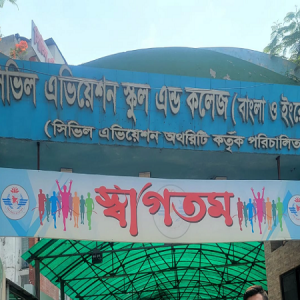 সিভিল এভিয়েশন স্কুল এন্ড কলেজ (বাংলা ও ইংরে
(সিভিল এভিয়েশন অথরিটি কর্তৃক পরিচালিত
স্বাগতম